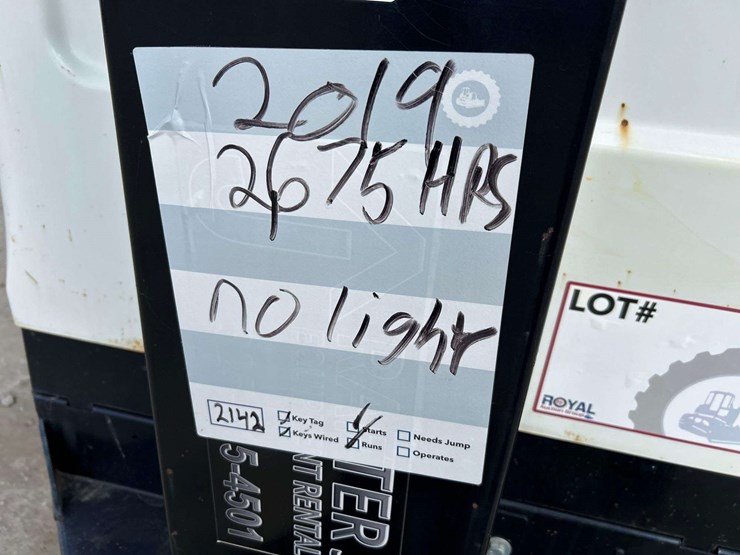 2019
2675 HRS
no light
2142
Key Tag
Keys Wired
Starts
Runs
Needs Jump
Operates
LOT#
ROYAL
TER
NT RENTAL
5-4501